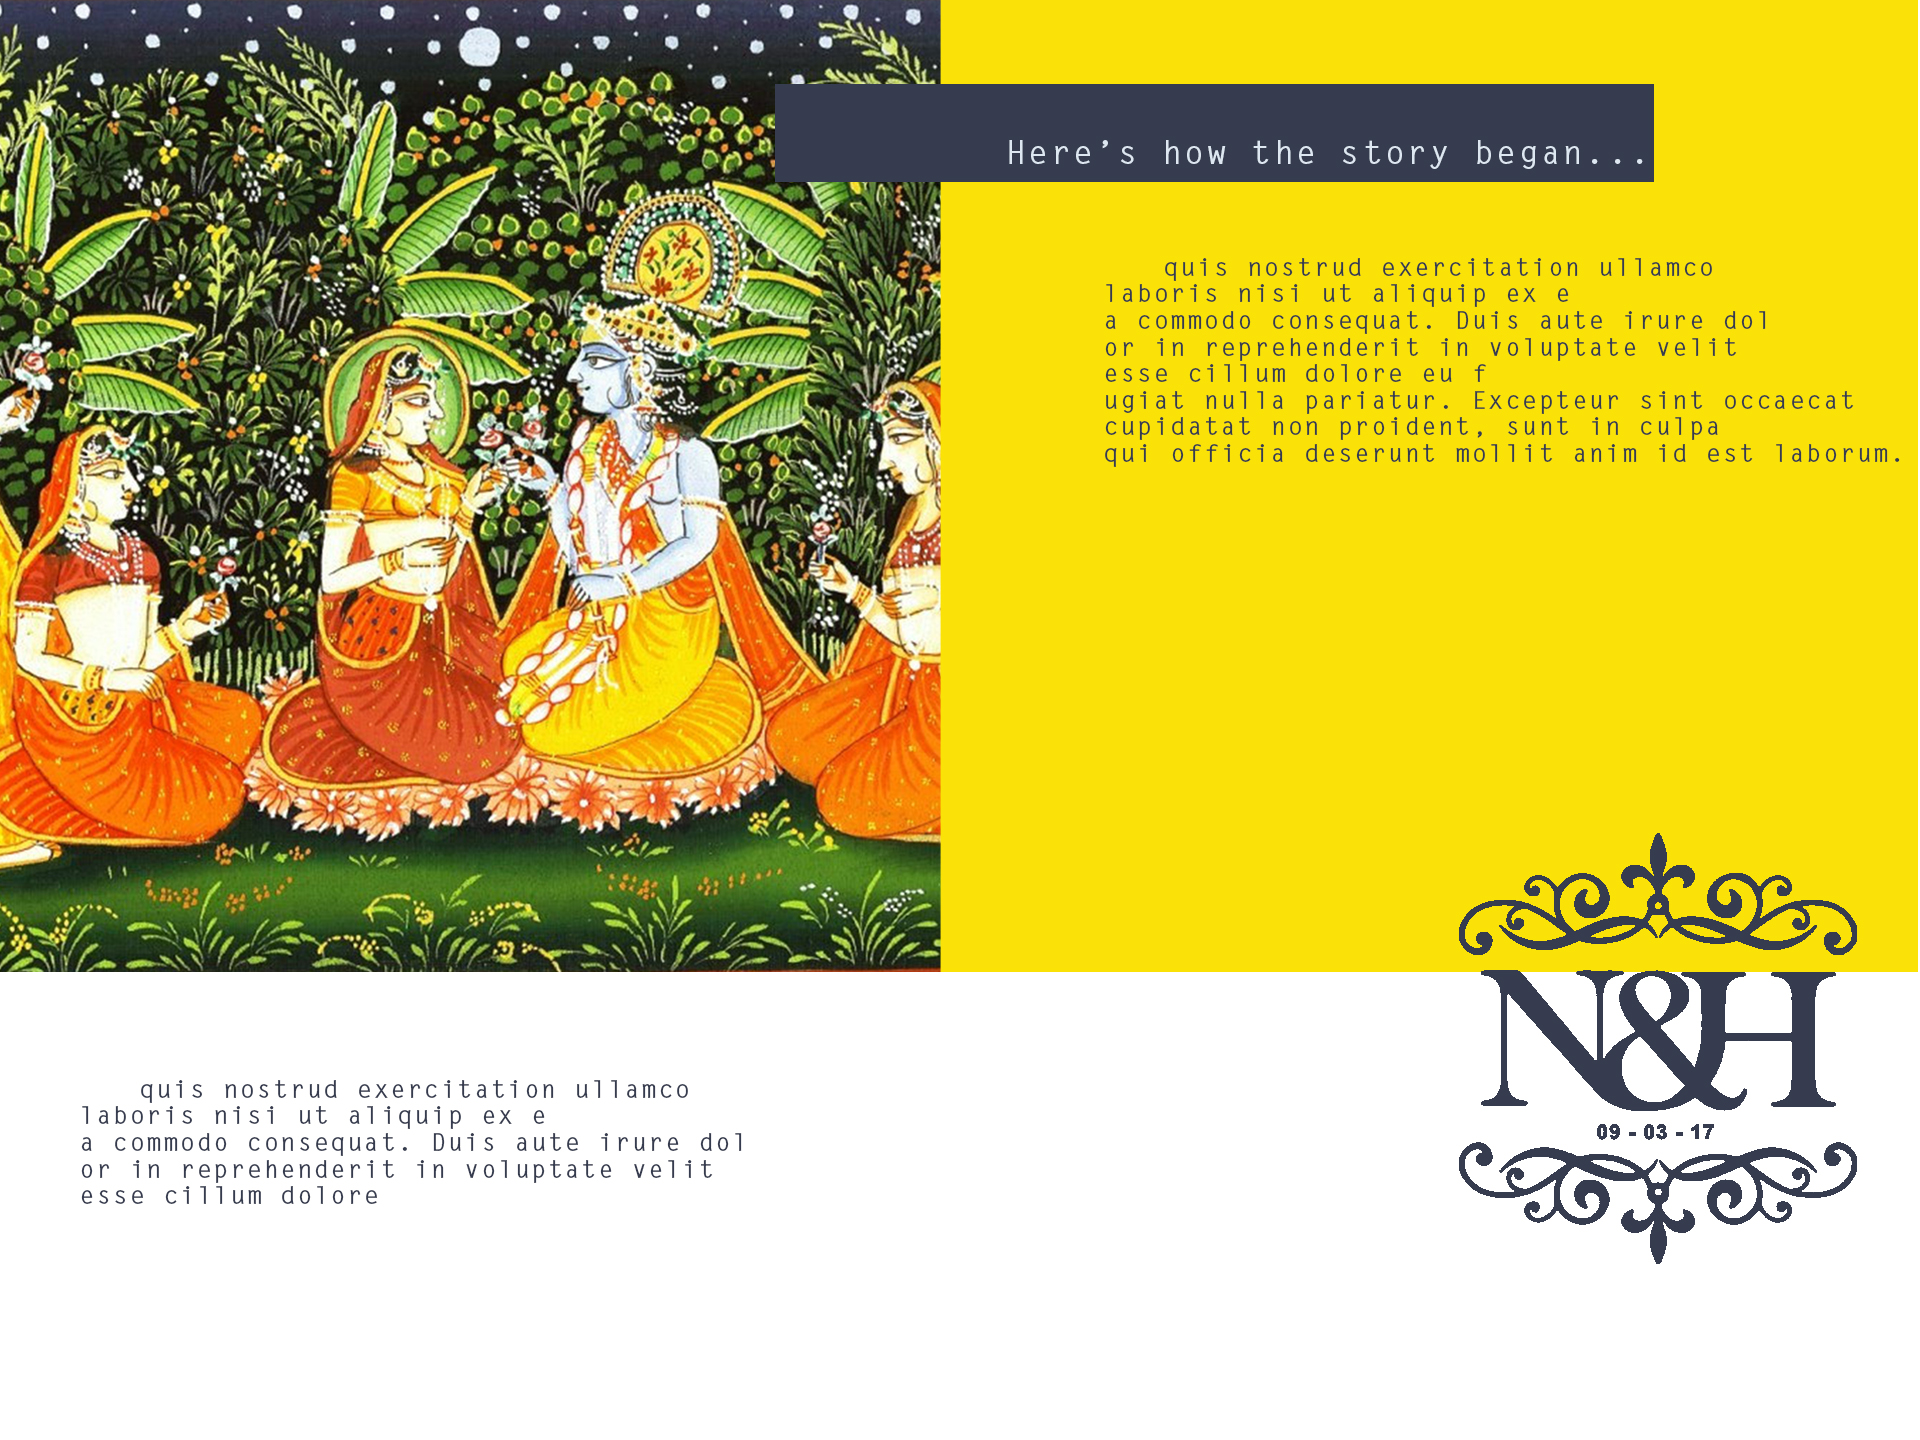 Here’s how the story began...
quis nostrud exercitation ullamco
laboris nisi ut aliquip ex e
a commodo consequat. Duis aute irure dol
or in reprehenderit in voluptate velit
esse cillum dolore eu f
ugiat nulla pariatur. Excepteur sint occaecat
cupidatat non proident, sunt in culpa
qui officia deserunt mollit anim id est laborum.
quis nostrud exercitation ullamco
laboris nisi ut aliquip ex e
a commodo consequat. Duis aute irure dol
or in reprehenderit in voluptate velit
esse cillum dolore
N&H
09 - 03 - 17